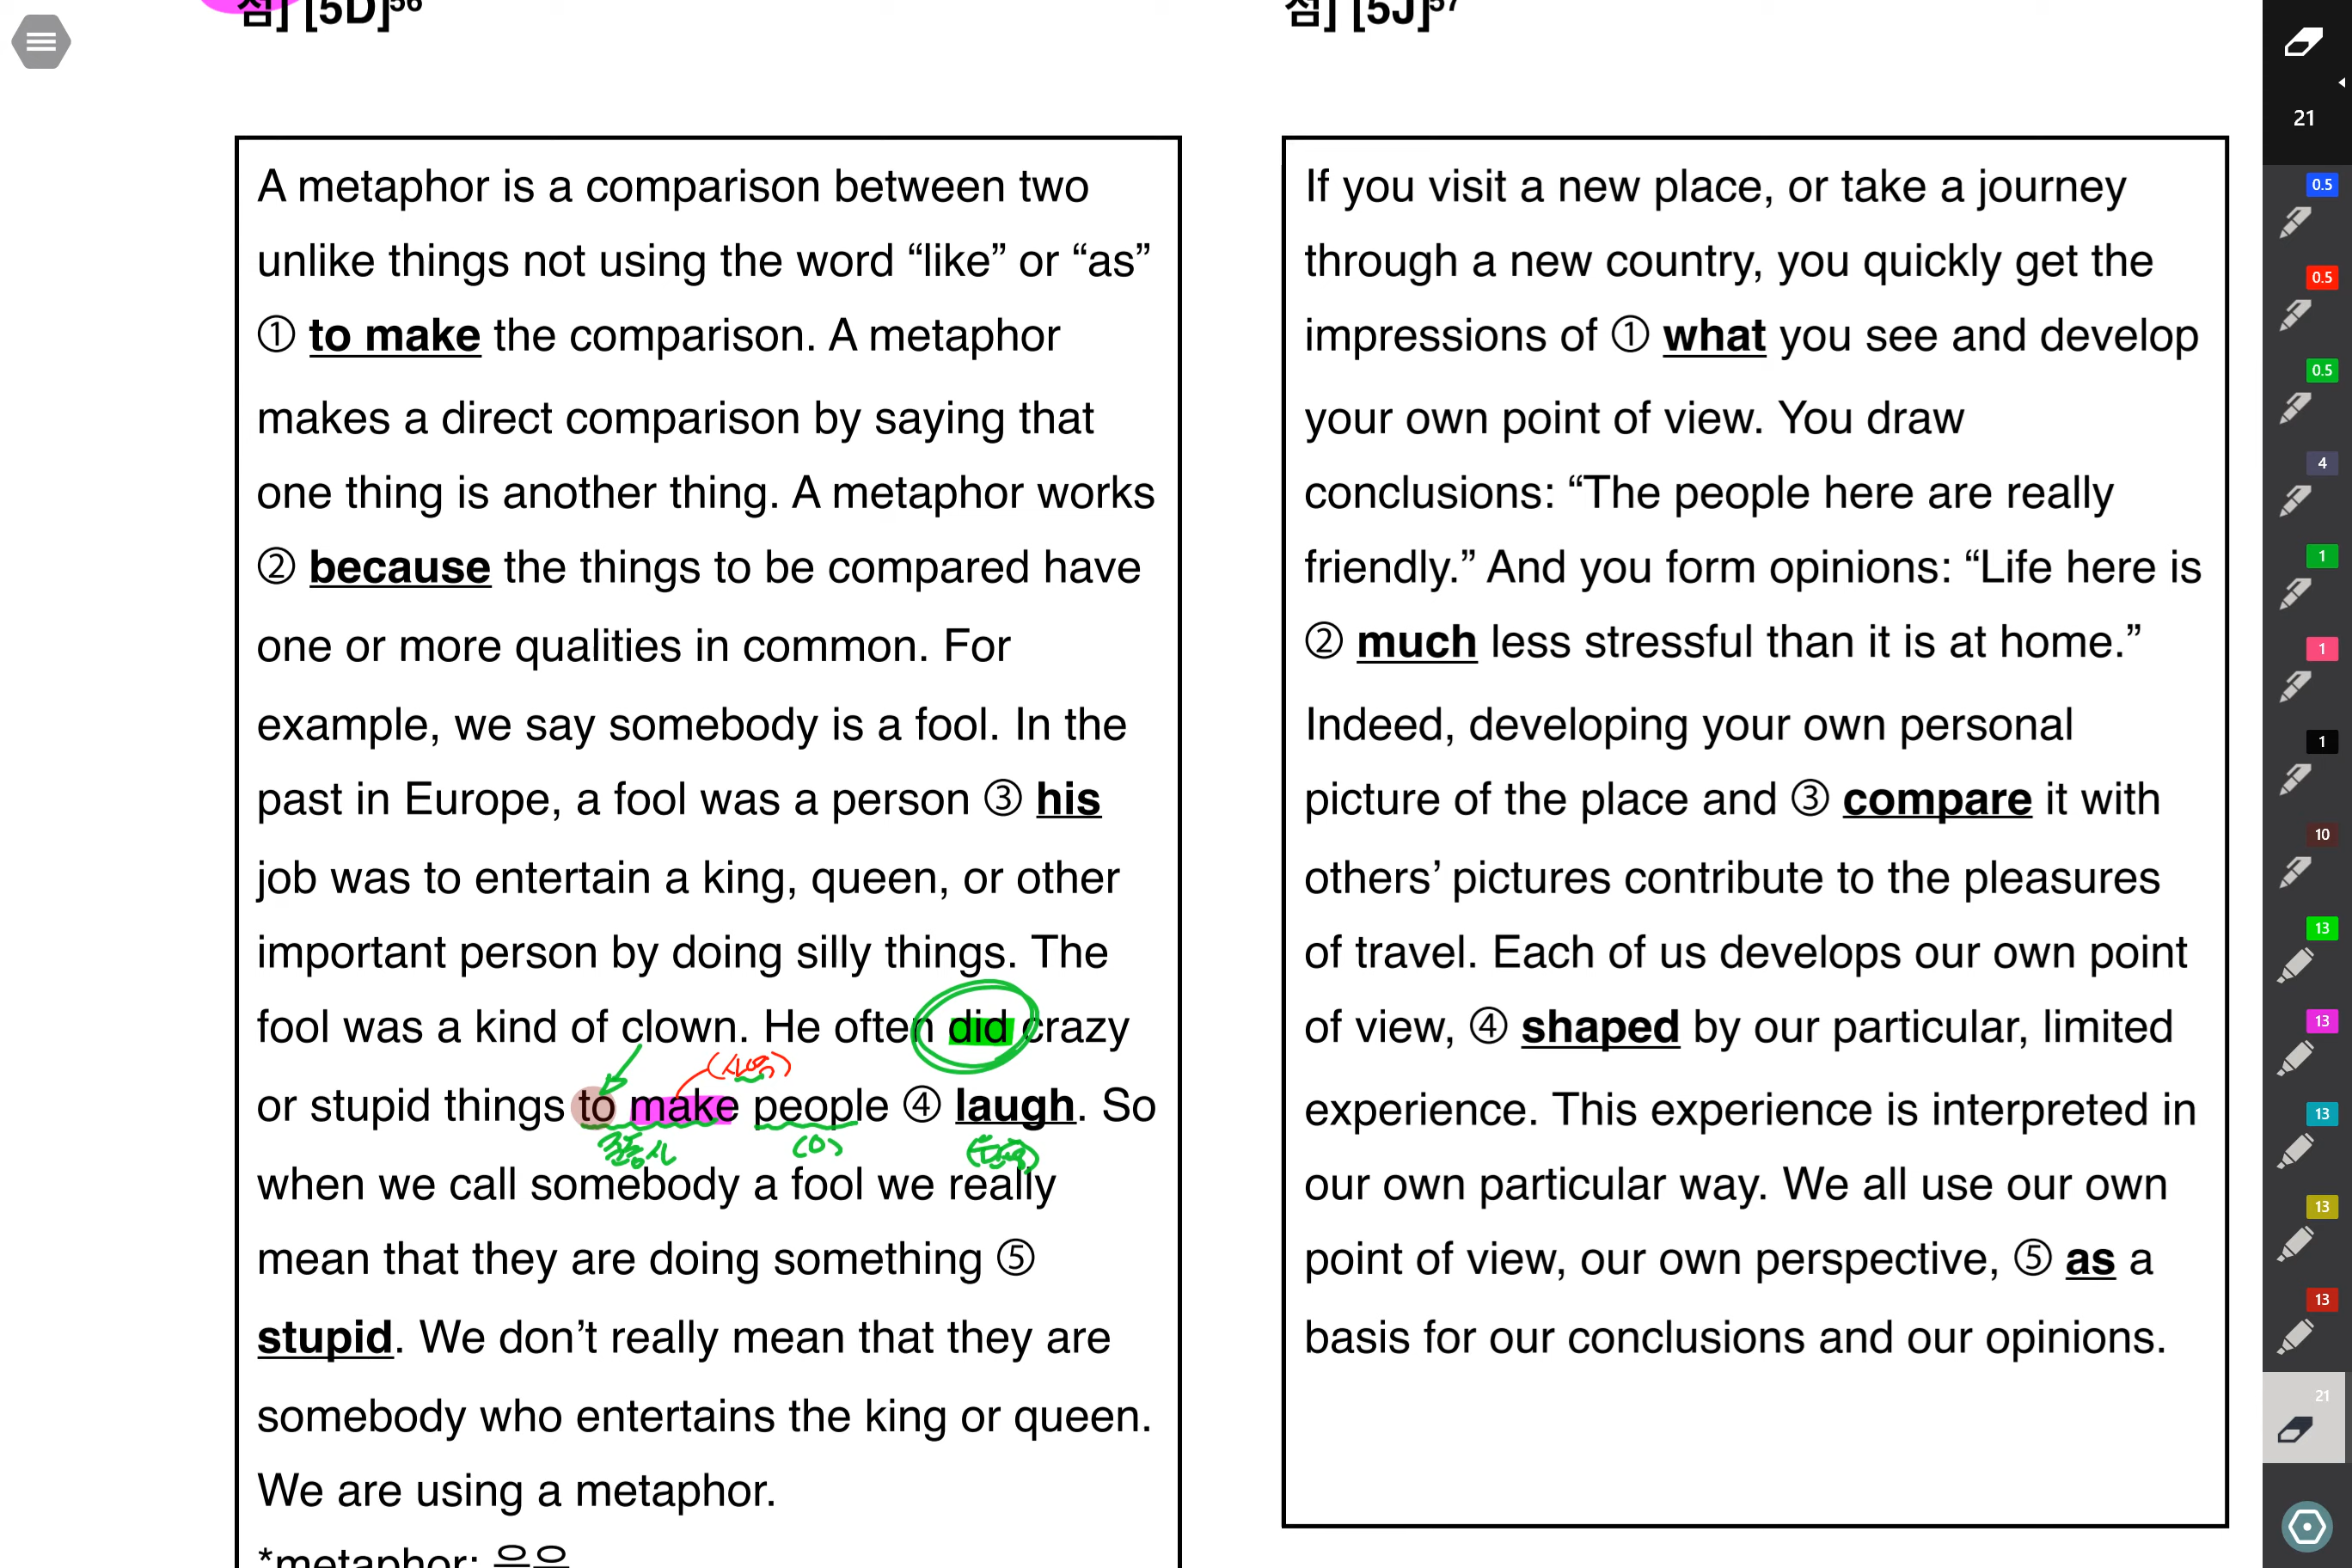 점] [5D]56
A metaphor is a comparison between two
unlike things not using the word “like” or “as”
① to make the comparison. A metaphor
makes a direct comparison by saying that
one thing is another thing. A metaphor works
② because the things to be compared have
one or more qualities in common. For
example, we say somebody is a fool. In the
past in Europe, a fool was a person ③ his
job was to entertain a king, queen, or other
important person by doing silly things. The
fool was a kind of clown. He often did crazy
(사역)
or stupid things to make people ④ laugh. So
준동사 (O)
when we call somebody a fool we really
mean that they are doing something ⑤
stupid. We don’t really mean that they are
somebody who entertains the king or queen.
We are using a metaphor.
*metaphor: 은유
점] [5J]57
If you visit a new place, or take a journey
through a new country, you quickly get the
impressions of ① what you see and develop
your own point of view. You draw
conclusions: “The people here are really
friendly.” And you form opinions: “Life here is
② much less stressful than it is at home.”
Indeed, developing your own personal
picture of the place and ③ compare it with
others’ pictures contribute to the pleasures
of travel. Each of us develops our own point
of view, ④ shaped by our particular, limited
experience. This experience is interpreted in
our own particular way. We all use our own
point of view, our own perspective, ⑤ as a
basis for our conclusions and our opinions.
21
0.5
0.5
0.5
4
1
1
1
10
13
13
13
13
13
21